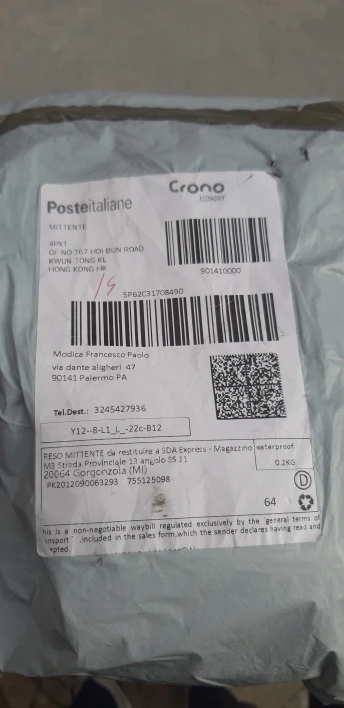 Crono
ECONOMY
Posteitaliane
MITTENTE
4PX1
GF NO 167 HOI BUN ROAD
KWUN TONG KL
HONG KONG HK
901410000
5P62C31708490
Modica Francesco Paolo
via dante aligheri 47
90141 Palermo PA
Tel.Dest.: 3245427936
Y12--8-L1_L_-22c-B12
RESO MITTENTE da restituire a SDA Express - Magazzino
M3 Strada Provinciale 13 angolo SS 11
20064 Gorgonzola (MI)
PK2012090063293 755125098
waterproof
0.2KG
D
64
his is a non-negotiable waybill regulated exclusively by the general terms of
nsport, included in the sales form,which the sender declares having read and
epted.